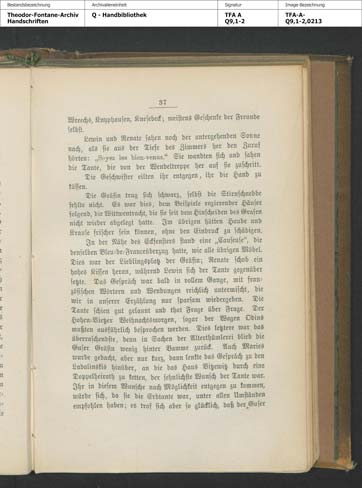 Bestandsbezeichnung
Archivalieneinheit
Signatur
Image-Bezeichnung
Theodor-Fontane-Archiv
Handschriften
Q - Handbibliothek
TFA A
Q9,1-2
TFA-A-
Q9,1-2,0213
37
Wreechs, Knyphausen, Knesebeck; meistens Geschenke der Freunde
selbst.
Lewin und Renate sahen noch der untergehenden Sonne
nach, als sie aus der Tiefe des Zimmers her den Zuruf
hörten: „Soyez les bien-venus.“ Sie wandten sich und sahen
die Tante, die von der Wendeltreppe her auf sie zuschritt.
Die Geschwister eilten ihr entgegen, ihr die Hand zu
küssen.
Die Gräfin trug sich schwarz, selbst die Stirnschneebbe
fehlte nicht. Es war dies, dem Beispiele regierender Häuser
folgend, die Wittwentracht, die sie seit dem Hinscheiden des Grafen
nicht wieder abgelegt hatte. Im übrigen hätten Haube und
Krause frischer sein können, ohne den Eindruck zu schädigen.
In der Nähe des Eckfensters stand eine „Causeuse“, die
denselben Bleu-de-Franceüberzug hatte, wie alle übrigen Möbel.
Dies war der Lieblingsplatz der Gräfin; Renate schob ein
hohes Kissen heran, während Lewin sich der Tante gegenüber
setzte. Das Gespräch war bald in vollem Gange, mit fran-
zösischen Wörtern und Wendungen reichlich untermischt, die
wir in unserer Erzählung nur sparsam wiedergeben. Die
Tante schien gut gelaunt und that Frage über Frage. Der
Hohen-Vietzer Weihnachtsmorgen, sogar der Wagen Odins
mußten ausführlich besprochen werden. Dies letztere war das
überraschendste, denn in Sachen der Alterthümelei blieb die
Guser Gräfin wenig hinter Bamme zurück. Auch Maries
wurde gedacht, aber nur kurz, dann lenkte das Gespräch zu den
Ladalinskis hinüber, an die das Haus Vitzewitz durch eine
Doppelheirath zu ketten, der sehnlichste Wunsch der Tante war.
Ihr in diesem Wunsche nach Möglichkeit entgegen zu kommen,
würde sich, da sie die Erbtante war, unter allen Umständen
empfohlen haben; es traf sich aber so glücklich, daß der Guser